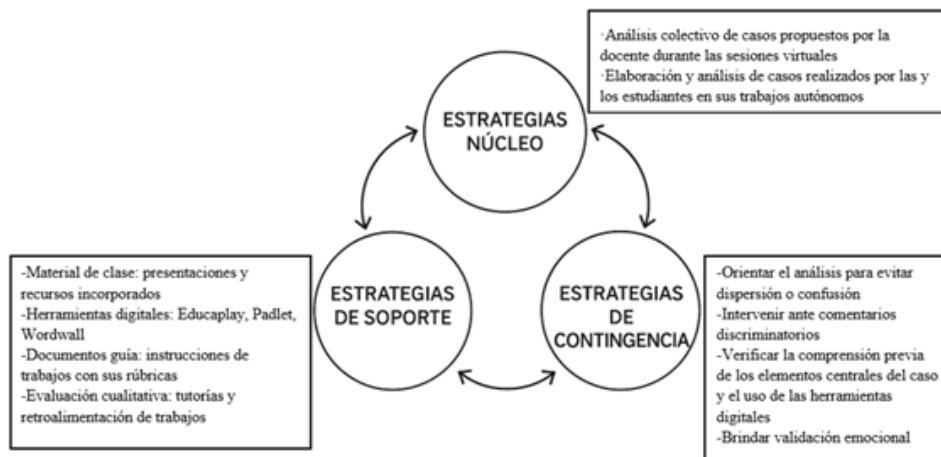 ·Análisis colectivo de casos propuestos por la
docente durante las sesiones virtuales
·Elaboración y análisis de casos realizados por las y
los estudiantes en sus trabajos autónomos
ESTRATEGIAS
NÚCLEO
-Material de clase: presentaciones y
recursos incorporados
-Herramientas digitales: Educaplay, Padlet,
Wordwall
-Documentos guía: instrucciones de
trabajos con sus rúbricas
-Evaluación cualitativa: tutorías y
retroalimentación de trabajos
ESTRATEGIAS
DE SOPORTE
ESTRATEGIAS
DE
CONTINGENCIA
-Orientar el análisis para evitar
dispersión o confusión
-Intervenir ante comentarios
discriminatorios
-Verificar la comprensión previa
de los elementos centrales del caso
y el uso de las herramientas
digitales
-Brindar validación emocional